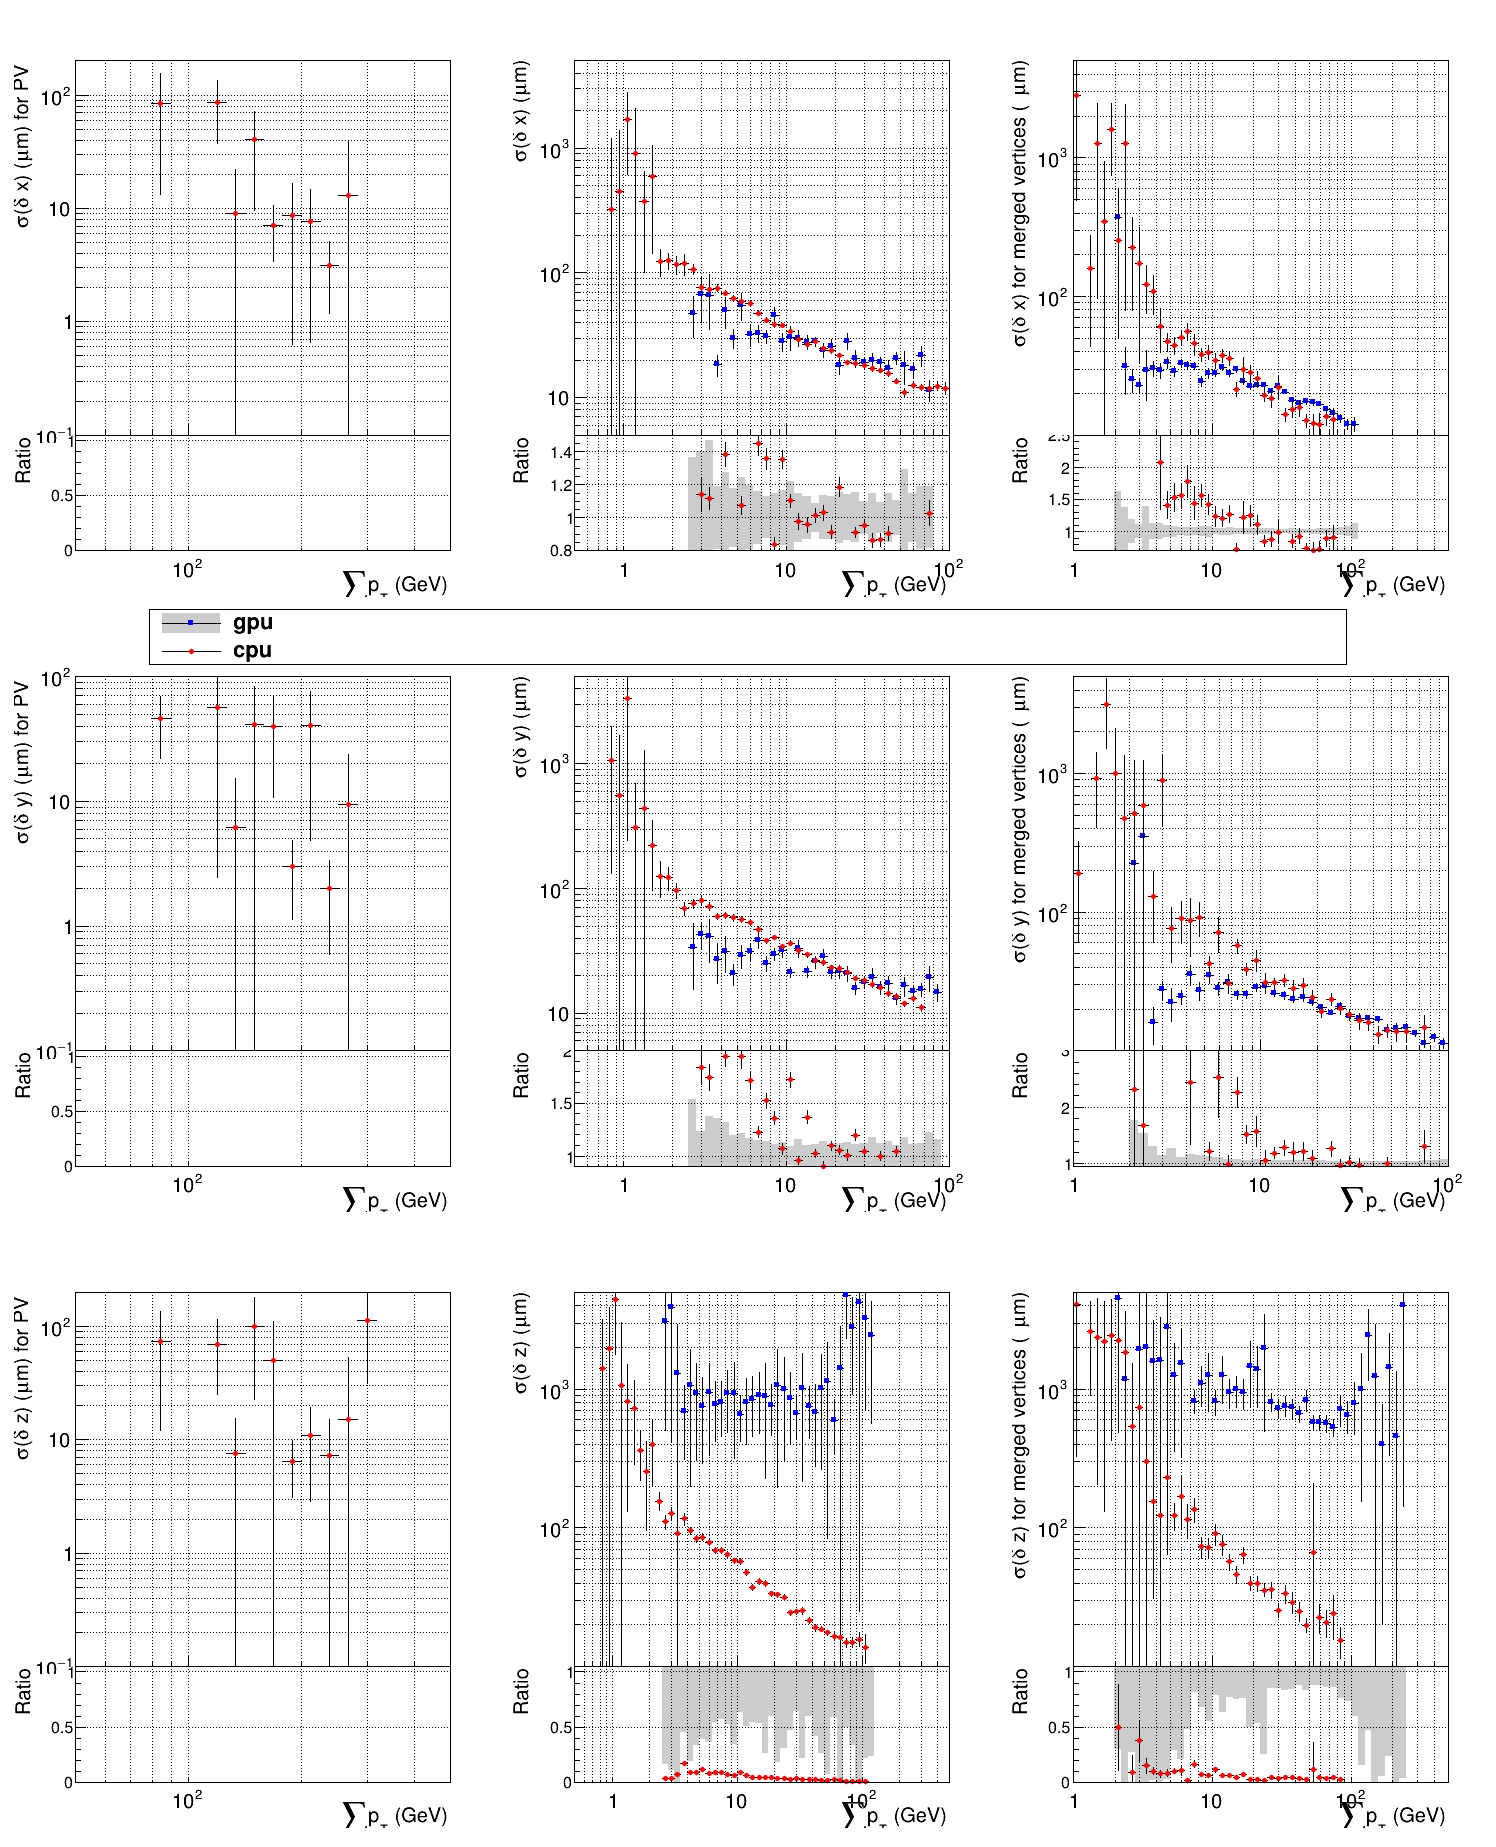 σ(δ x) (μm) for PV
10²
10
1
10⁻¹
Ratio
1
0.5
0
10²
∑ p_T (GeV)
σ(δ x) (μm)
10³
10²
10
Ratio
1.4
1.2
1
0.8
1 10 10²
∑ p_T (GeV)
σ(δ x) for merged vertices ( μm)
10³
10²
Ratio
2.5
2
1.5
1
1 10 10²
∑ p_T (GeV)
gpu
cpu
σ(δ y) (μm) for PV
10²
10
1
10⁻¹
Ratio
1
0.5
0
10²
∑ p_T (GeV)
σ(δ y) (μm)
10³
10²
10
Ratio
2
1.5
1
1 10 10²
∑ p_T (GeV)
σ(δ y) for merged vertices ( μm)
10³
10²
Ratio
3
2
1
1 10 10²
∑ p_T (GeV)
σ(δ z) (μm) for PV
10²
10
1
10⁻¹
Ratio
1
0.5
0
10²
∑ p_T (GeV)
σ(δ z) (μm)
10³
10²
Ratio
1
0.5
0
1 10 10²
∑ p_T (GeV)
σ(δ z) for merged vertices ( μm)
10³
10²
Ratio
1
0.5
0
1 10 10²
∑ p_T (GeV)